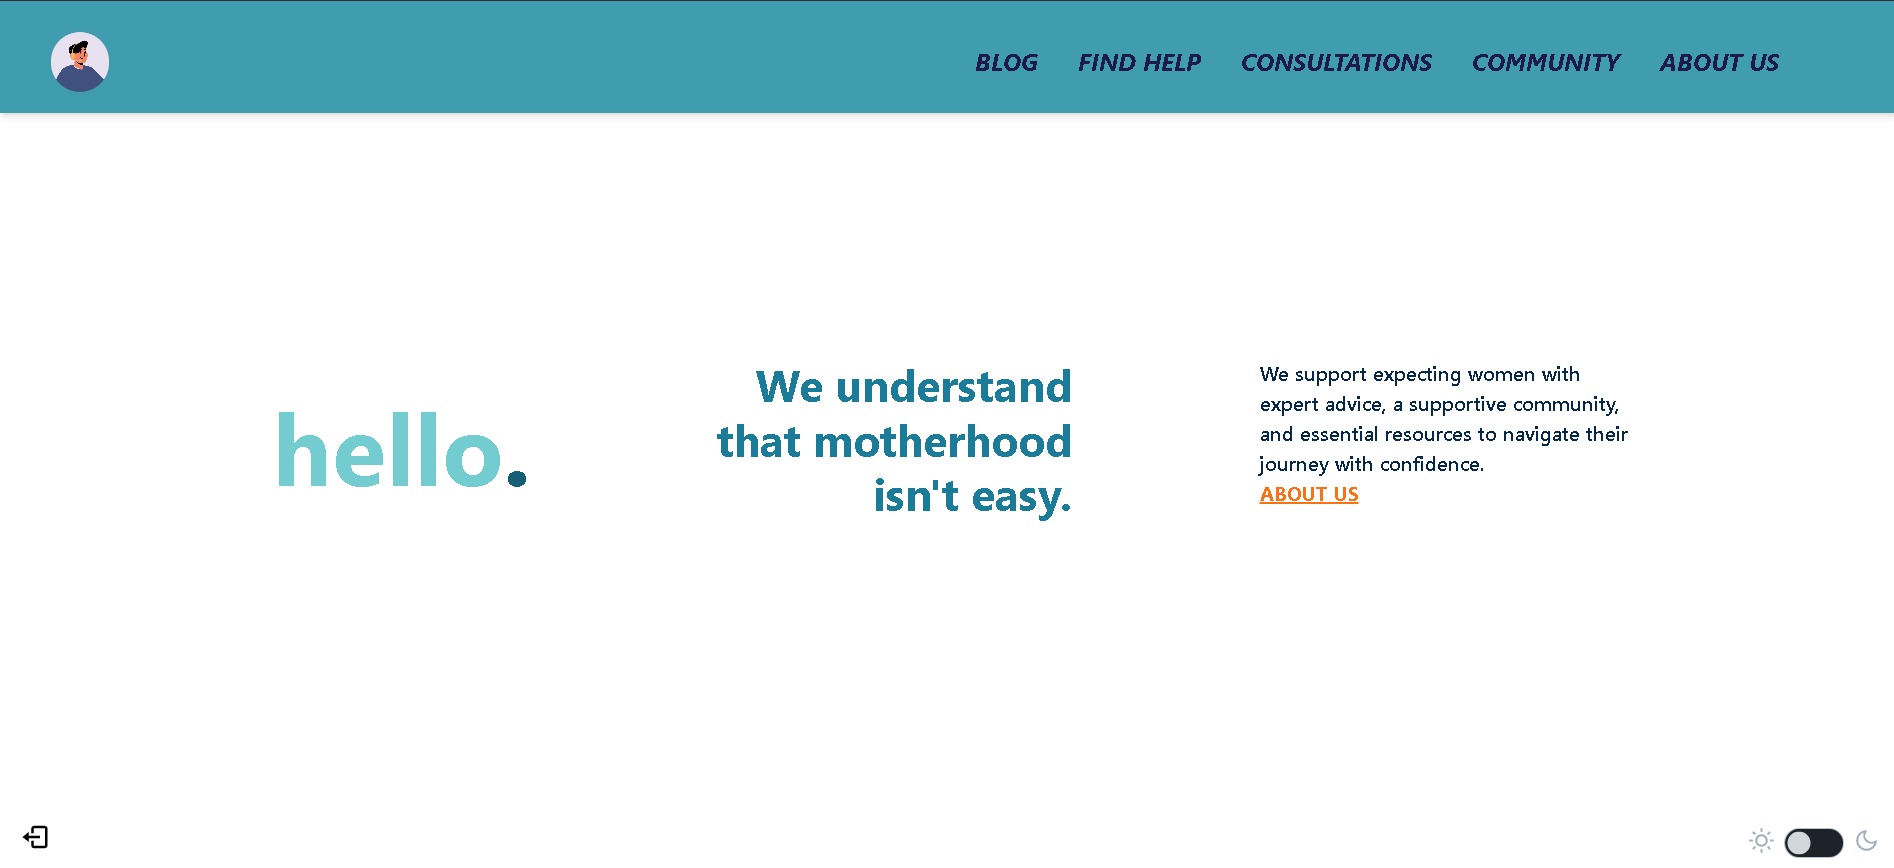 BLOG FIND HELP CONSULTATIONS COMMUNITY ABOUT US
hello.
We understand
that motherhood
isn't easy.
We support expecting women with
expert advice, a supportive community,
and essential resources to navigate their
journey with confidence.
ABOUT US